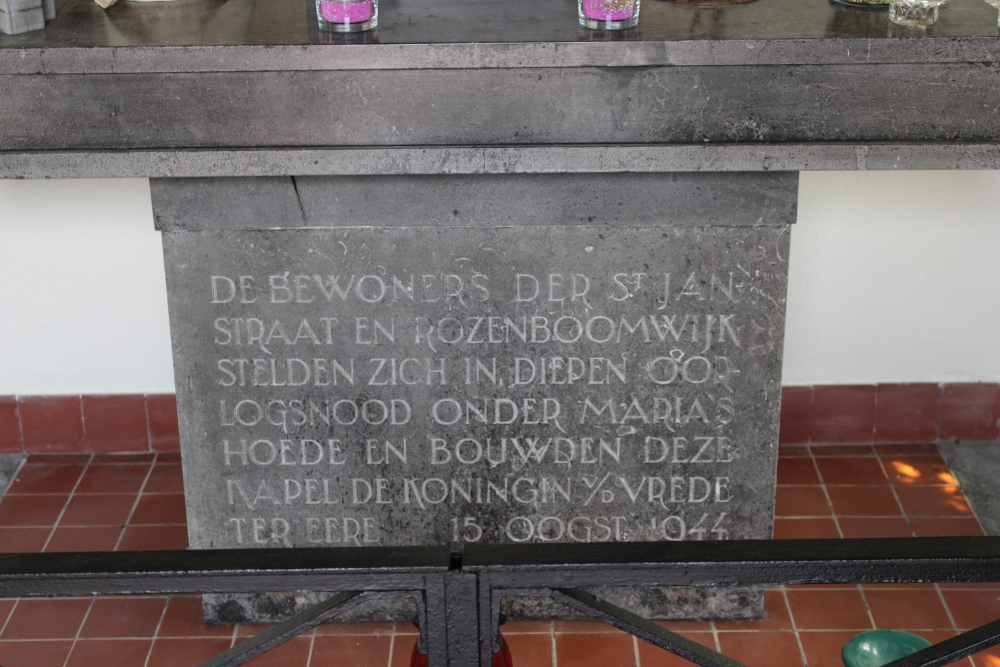 DE BEWONERS DER ST JAN-
STRAAT EN ROZENBOOMWIJK
STELDEN ZICH IN DIEPEN OOR-
LOGSNOOD ONDER MARIA'S
HOEDE EN BOUWDEN DEZE
KAPEL DE KONINGIN V/D VREDE
TER EERE 15 OOGST 1944